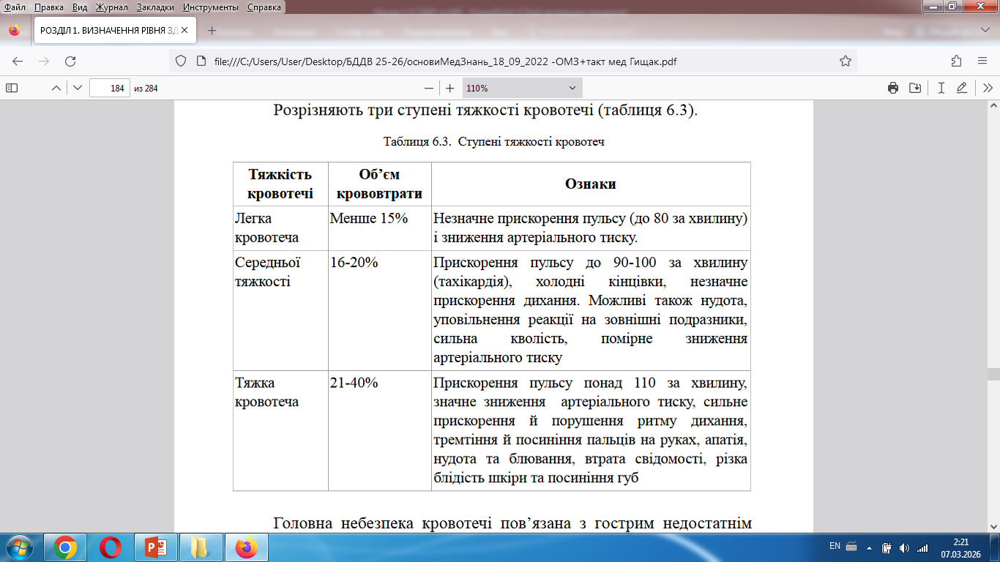 Файл Правка Вид Журнал Закладки Инструменты Справка
РОЗДІЛ 1. ВИЗНАЧЕННЯ РІВНЯ ЗД
file:///C:/Users/User/Desktop/БДДВ 25-26/основиМедЗнань_18_09_2022 -ОМЗ+такт мед Гищак.pdf
184 из 284
110%
Розрізняють три ступені тяжкості кровотечі (таблиця 6.3).
Таблиця 6.3. Ступені тяжкості кровотеч
Тяжкість
кровотечі
Об’єм
крововтрати
Ознаки
Легка
кровотеча
Менше 15%
Незначне прискорення пульсу (до 80 за хвилину)
і зниження артеріального тиску.
Середньої
тяжкості
16-20%
Прискорення пульсу до 90-100 за хвилину
(тахікардія), холодні кінцівки, незначне
прискорення дихання. Можливі також нудота,
уповільнення реакції на зовнішні подразники,
сильна кволість, помірне зниження
артеріального тиску
Тяжка
кровотеча
21-40%
Прискорення пульсу понад 110 за хвилину,
значне зниження артеріального тиску, сильне
прискорення й порушення ритму дихання,
тремтіння й посиніння пальців на руках, апатія,
нудота та блювання, втрата свідомості, різка
блідість шкіри та посиніння губ
Головна небезпека кровотечі пов’язана з гострим недостатнім
EN
2:21
07.03.2026